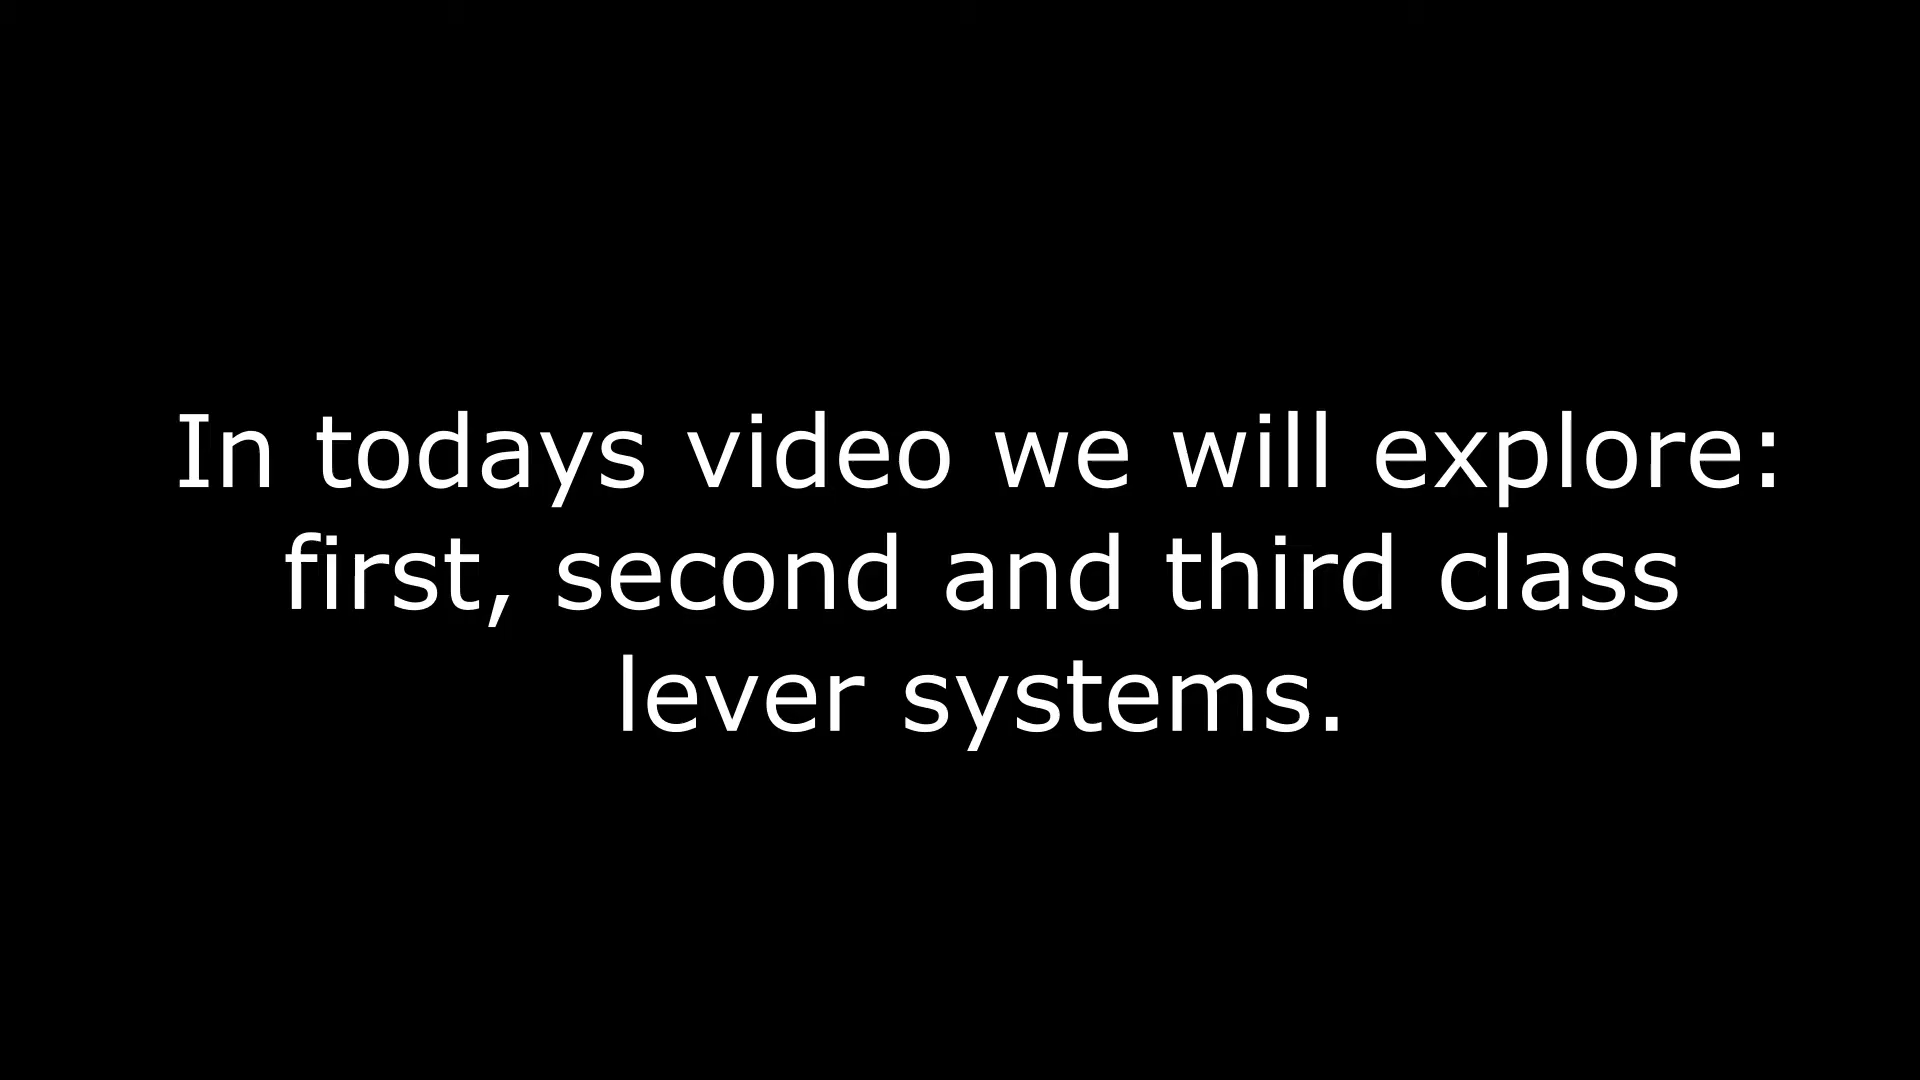 In todays video we will explore:
first, second and third class
lever systems.